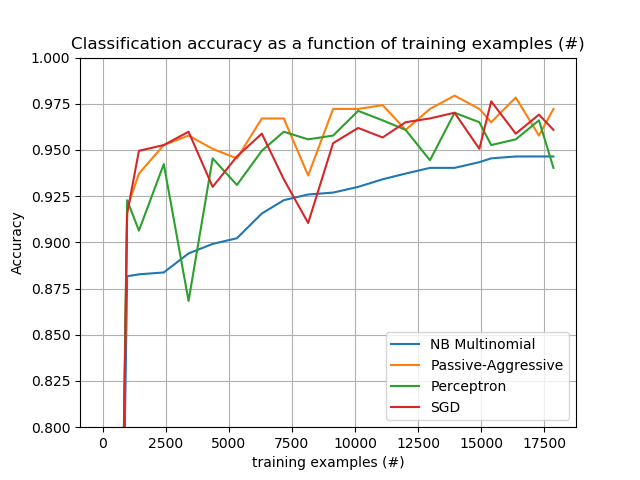 Classification accuracy as a function of training examples (#)
1.000
0.975
0.950
0.925
0.900
0.875
0.850
0.825
0.800
Accuracy
NB Multinomial
Passive-Aggressive
Perceptron
SGD
0 2500 5000 7500 10000 12500 15000 17500
training examples (#)